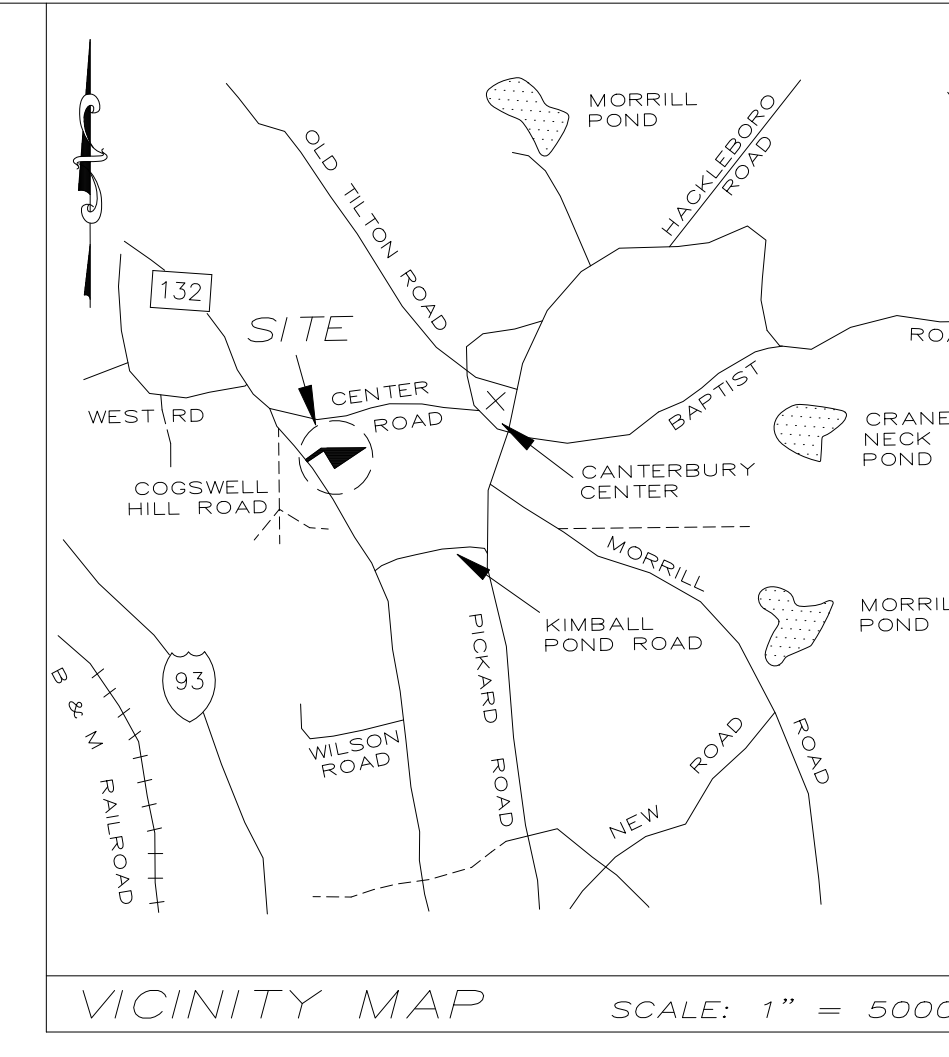 MORRILL
POND
HACKLEBORO
ROAD
OLD TILTON ROAD
132
SITE
CENTER
ROAD
WEST RD
BAPTIST
CRANE
NECK
POND
COGSWELL
HILL ROAD
CANTERBURY
CENTER
MORRILL
ROAD
KIMBALL
POND ROAD
POND
PICKARD ROAD
93
B & M RAILROAD
WILSON
ROAD
NEW ROAD
VICINITY MAP
SCALE: 1" =